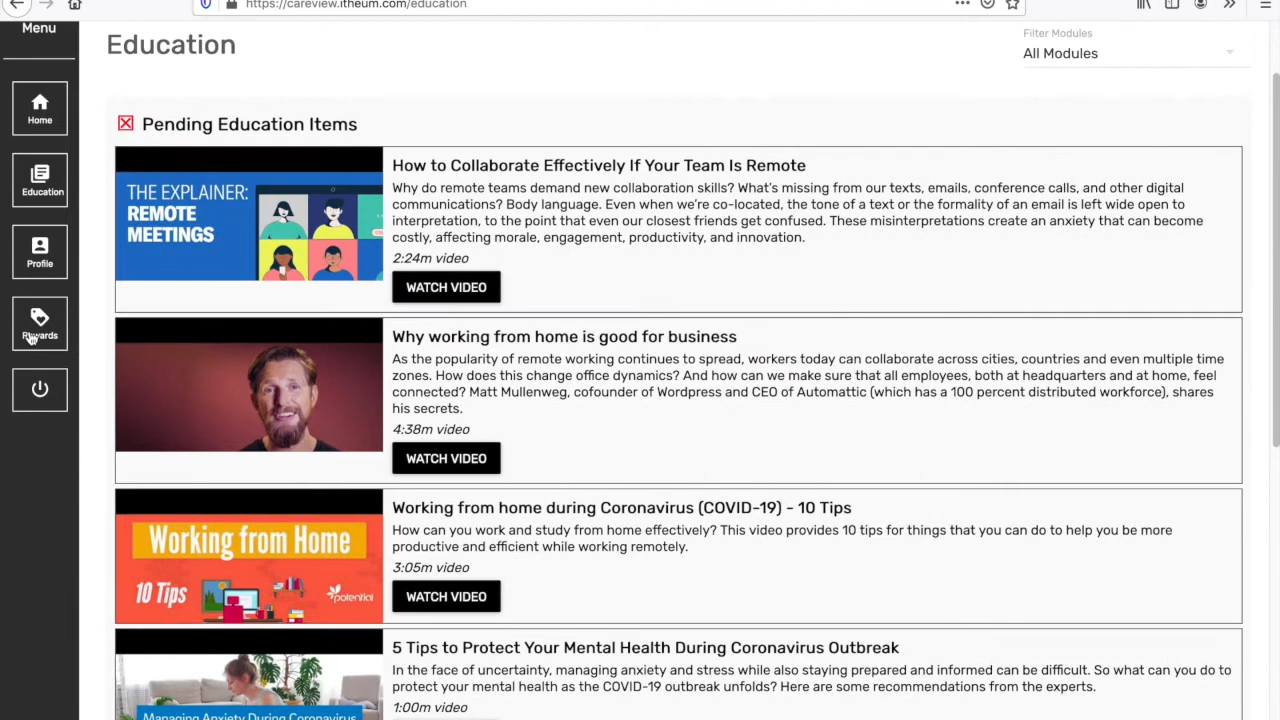 https://careview.itheum.com/education
Menu
Home
Education
Profile
Rewards
Education
Filter Modules
All Modules
Pending Education Items
THE EXPLAINER:
REMOTE
MEETINGS
How to Collaborate Effectively If Your Team Is Remote
Why do remote teams demand new collaboration skills? What's missing from our texts, emails, conference calls, and other digital
communications? Body language. Even when we're co-located, the tone of a text or the formality of an email is left wide open to
interpretation, to the point that even our closest friends get confused. These misinterpretations create an anxiety that can become
costly, affecting morale, engagement, productivity, and innovation.
2:24m video
WATCH VIDEO
Why working from home is good for business
As the popularity of remote working continues to spread, workers today can collaborate across cities, countries and even multiple time
zones. How does this change office dynamics? And how can we make sure that all employees, both at headquarters and at home, feel
connected? Matt Mullenweg, cofounder of Wordpress and CEO of Automattic (which has a 100 percent distributed workforce), shares
his secrets.
4:38m video
WATCH VIDEO
Working from Home
10 Tips
potential
Working from home during Coronavirus (COVID-19) - 10 Tips
How can you work and study from home effectively? This video provides 10 tips for things that you can do to help you be more
productive and efficient while working remotely.
3:05m video
WATCH VIDEO
Managing Anxiety During Coronavirus
5 Tips to Protect Your Mental Health During Coronavirus Outbreak
In the face of uncertainty, managing anxiety and stress while also staying prepared and informed can be difficult. So what can you do to
protect your mental health as the COVID-19 outbreak unfolds? Here are some recommendations from the experts.
1:00m video